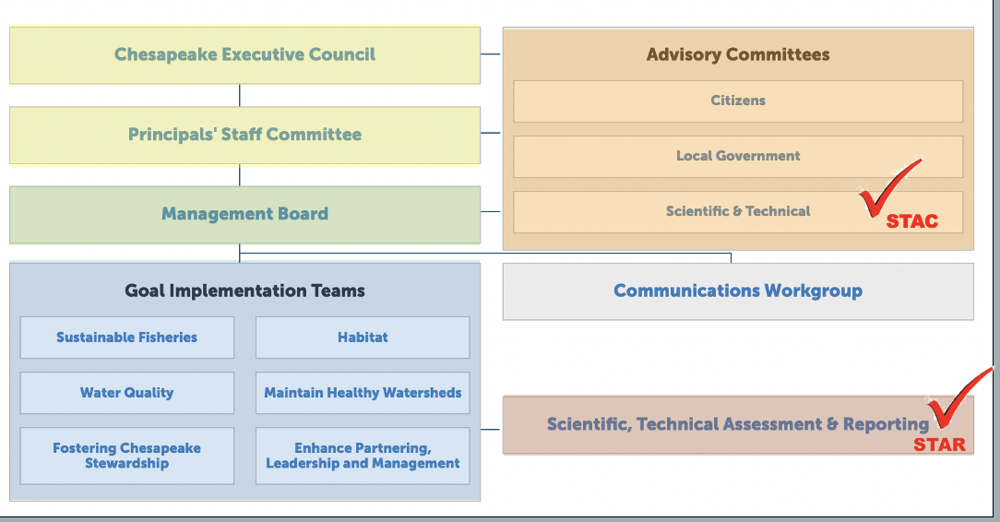 Chesapeake Executive Council
Principals' Staff Committee
Management Board
Advisory Committees
Citizens
Local Government
Scientific & Technical
STAC
Goal Implementation Teams
Sustainable Fisheries
Habitat
Water Quality
Maintain Healthy Watersheds
Fostering Chesapeake
Stewardship
Enhance Partnering,
Leadership and Management
Communications Workgroup
Scientific, Technical Assessment & Reporting
STAR